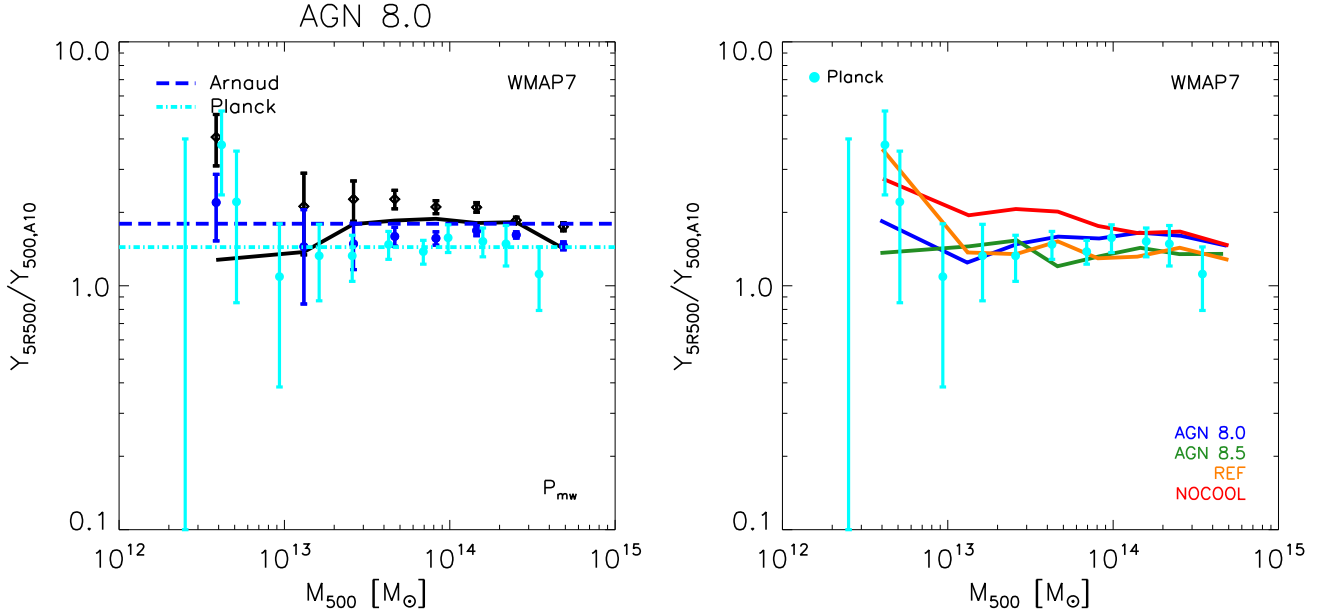 AGN 8.0
10.0
1.0
0.1
Y5R500/Y500,A10
Arnaud
Planck
WMAP7
Pmw
10^12 10^13 10^14 10^15
M500 [M⊙]
10.0
1.0
0.1
Y5R500/Y500,A10
Planck
WMAP7
AGN 8.0
AGN 8.5
REF
NOCOOL
10^12 10^13 10^14 10^15
M500 [M⊙]